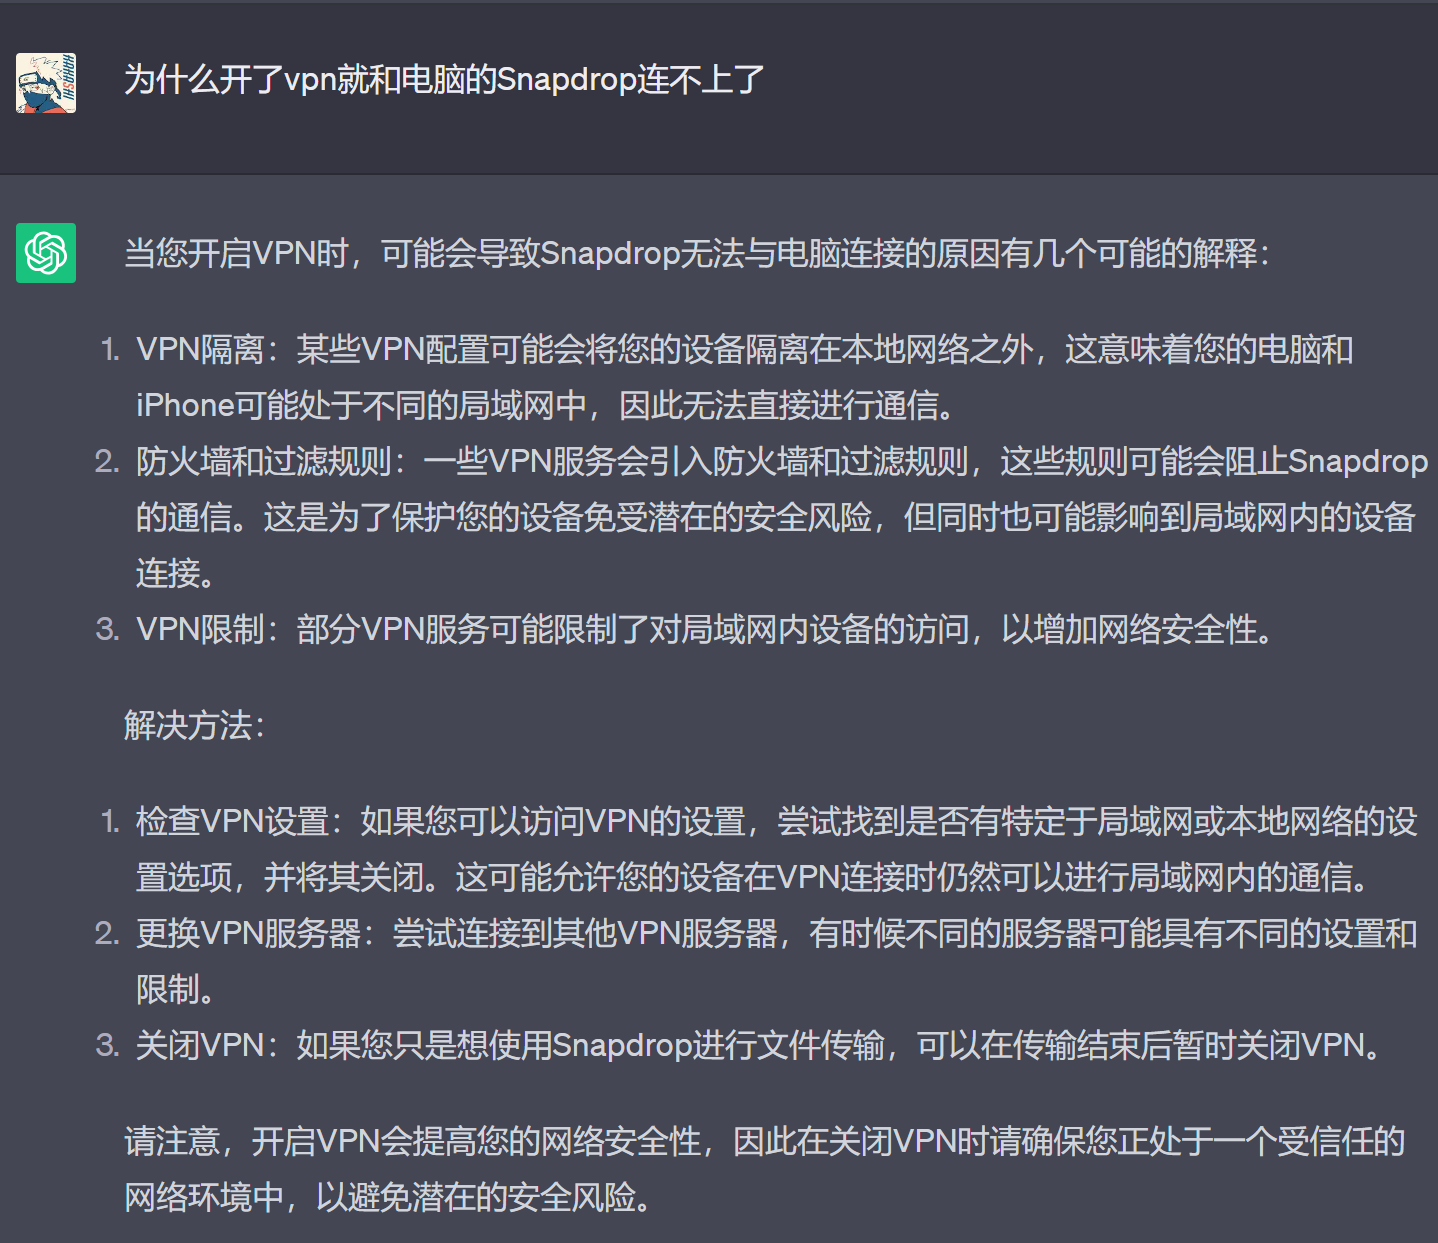 为什么开了vpn就和电脑的Snapdrop连不上了
当您开启VPN时，可能会导致Snapdrop无法与电脑连接的原因有几个可能的解释：
1. VPN隔离：某些VPN配置可能会将您的设备隔离在本地网络之外，这意味着您的电脑和
iPhone可能处于不同的局域网中，因此无法直接进行通信。
2. 防火墙和过滤规则：一些VPN服务会引入防火墙和过滤规则，这些规则可能会阻止Snapdrop
的通信。这是为了保护您的设备免受潜在的安全风险，但同时也可能影响到局域网内的设备
连接。
3. VPN限制：部分VPN服务可能限制了对局域网内设备的访问，以增加网络安全性。
解决方法：
1. 检查VPN设置：如果您可以访问VPN的设置，尝试找到是否有特定于局域网或本地网络的设
置选项，并将其关闭。这可能允许您的设备在VPN连接时仍然可以进行局域网内的通信。
2. 更换VPN服务器：尝试连接到其他VPN服务器，有时候不同的服务器可能具有不同的设置和
限制。
3. 关闭VPN：如果您只是想使用Snapdrop进行文件传输，可以在传输结束后暂时关闭VPN。
请注意，开启VPN会提高您的网络安全性，因此在关闭VPN时请确保您正处于一个受信任的
网络环境中，以避免潜在的安全风险。